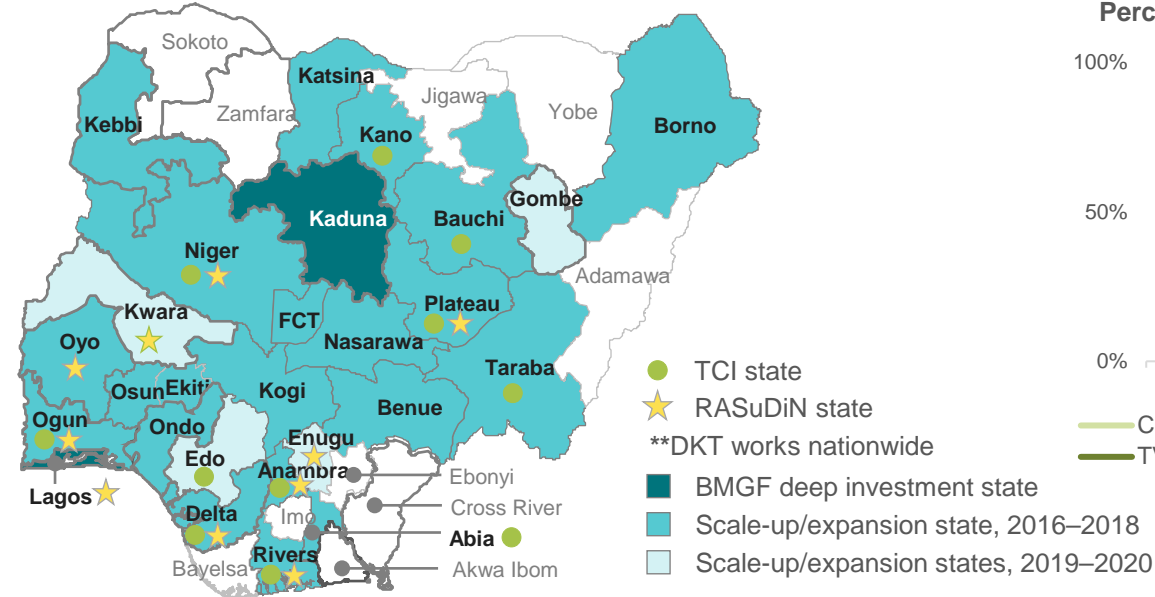 Perc
Sokoto
100%
Katsina
Jigawa
Zamfara
Yobe
Kebbi
Borno
Kano
Gombe
50%
Kaduna
Bauchi
Niger
Adamawa
Plateau
Kwara
FCT
Nasarawa
Oyo
0%
Taraba
TCI state
OsunEkiti
Kogi
Benue
RASuDiN state
Ogun
Ondo
Enugu
**DKT works nationwide
C
Edo
TV
Anambra
Ebonyi
Lagos
BMGF deep investment state
Cross River
Delta
Imo
Scale-up/expansion state, 2016–2018
Abia
Rivers
Bayelsa
Akwa Ibom
Scale-up/expansion states, 2019–2020